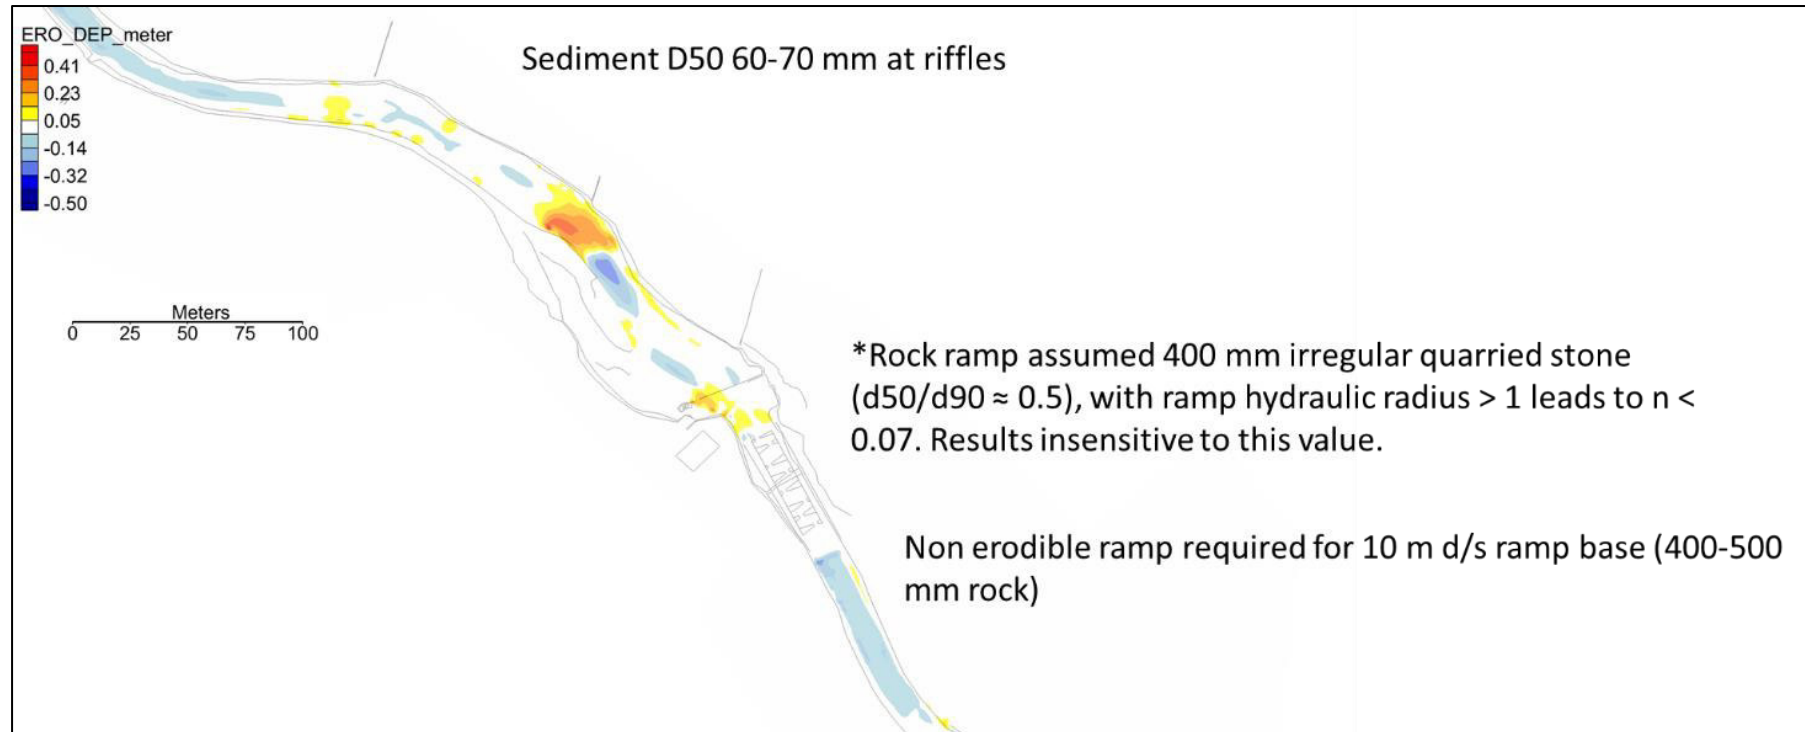 ERO_DEP_meter
0.41
0.23
0.05
-0.14
-0.32
-0.50
Sediment D50 60-70 mm at riffles
Meters
0 25 50 75 100
*Rock ramp assumed 400 mm irregular quarried stone
(d50/d90 ≈ 0.5), with ramp hydraulic radius > 1 leads to n <
0.07. Results insensitive to this value.
Non erodible ramp required for 10 m d/s ramp base (400-500
mm rock)